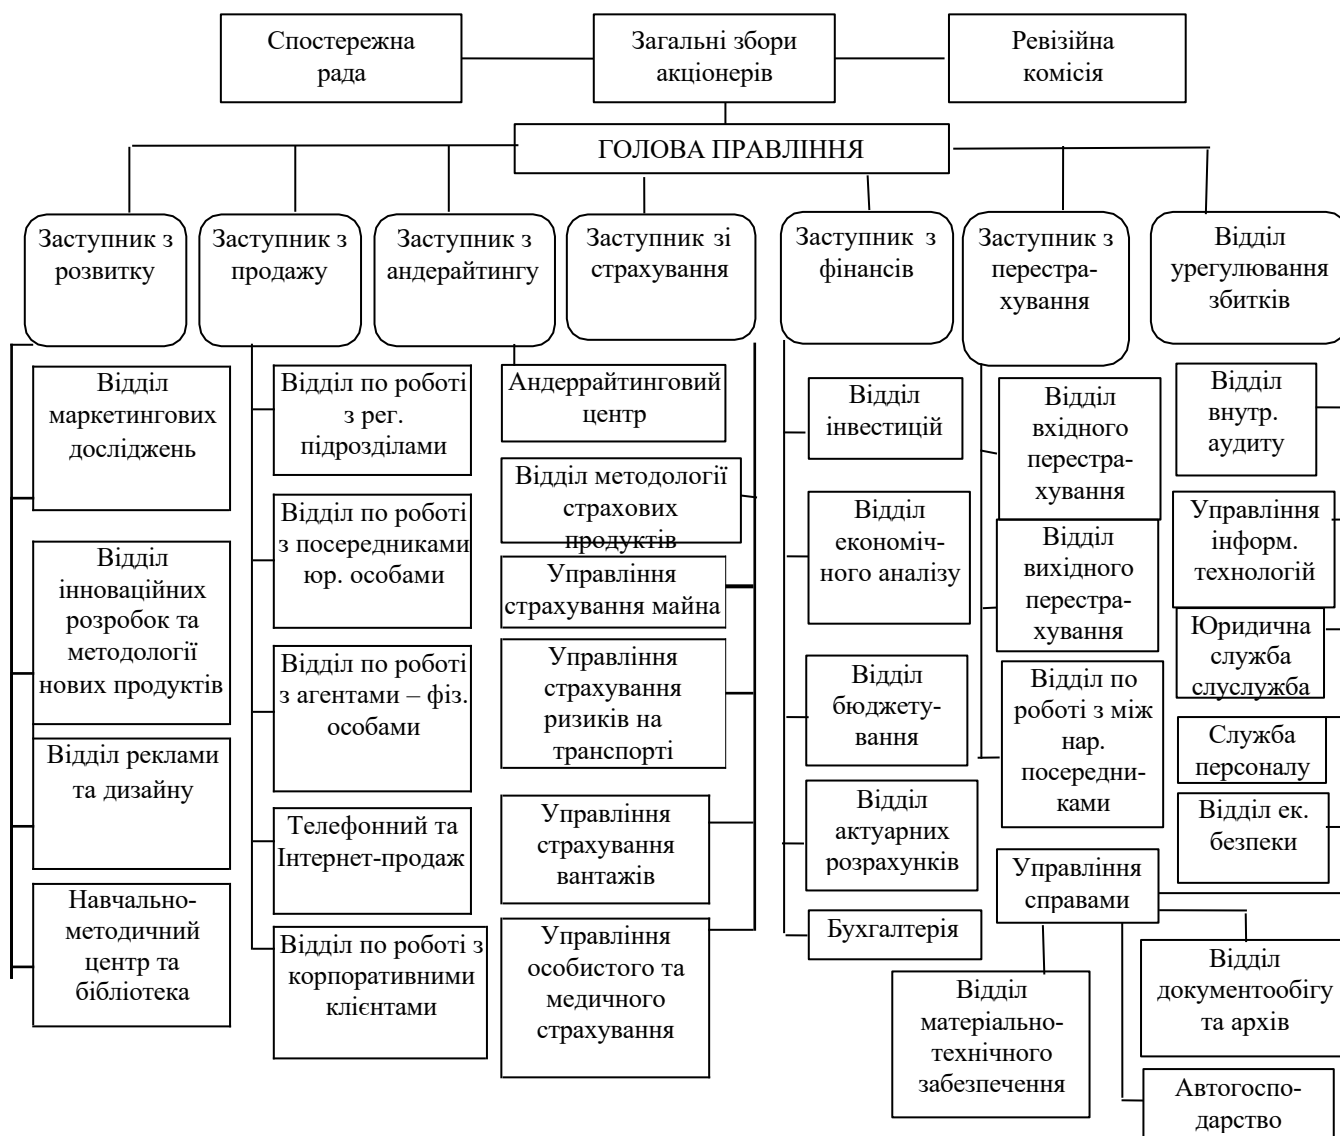 Спостережна
рада
Загальні збори
акціонерів
Ревізійна
комісія
ГОЛОВА ПРАВЛІННЯ
Заступник з
розвитку
Заступник з
продажу
Заступник з
андерайтингу
Заступник зі
страхування
Заступник з
фінансів
Заступник з
перестра-
хування
Відділ
урегулювання
збитків
Відділ
маркетингових
досліджень
Відділ
інноваційних
розробок та
методології
нових продуктів
Відділ реклами
та дизайну
Навчально-
методичний
центр та
бібліотека
Відділ по роботі
з рег.
підрозділами
Відділ по роботі
з посередниками
юр. особами
Відділ по роботі
з агентами – фіз.
особами
Телефонний та
Інтернет-продаж
Відділ по роботі з
корпоративними
клієнтами
Андеррайтинговий
центр
Відділ методології
страхових
продуктів
Управління
страхування майна
Управління
страхування
ризиків на
транспорті
Управління
страхування
вантажів
Управління
особистого та
медичного
страхування
Відділ
інвестицій
Відділ
економіч-
ного аналізу
Відділ
бюджету-
вання
Відділ
актуарних
розрахунків
Бухгалтерія
Відділ
вхідного
перестра-
хування
Відділ
вихідного
перестра-
хування
Відділ по
роботі з між
нар.
посередни-
ками
Відділ
внутр.
аудиту
Управління
інформ.
технологій
Юридична
служба
слуслужба
Служба
персоналу
Відділ ек.
безпеки
Управління
справами
Відділ
матеріально-
технічного
забезпечення
Відділ
документообігу
та архів
Автогоспо-
дарство